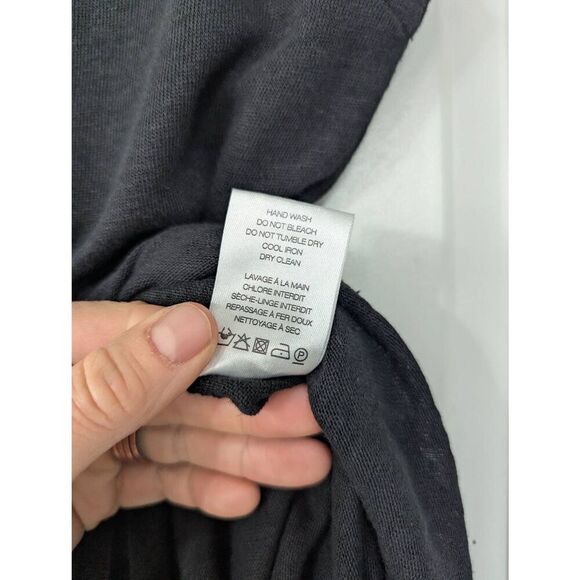 HAND WASH
DO NOT BLEACH
DO NOT TUMBLE DRY
COOL IRON
DRY CLEAN
LAVAGE À LA MAIN
CHLORE INTERDIT
SÈCHE-LINGE INTERDIT
REPASSAGE À FER DOUX
NETTOYAGE À SEC
P